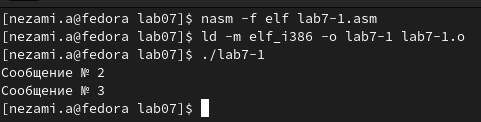 [nezami.a@fedora lab07]$ nasm -f elf lab7-1.asm
[nezami.a@fedora lab07]$ ld -m elf_i386 -o lab7-1 lab7-1.o
[nezami.a@fedora lab07]$ ./lab7-1
Сообщение № 2
Сообщение № 3
[nezami.a@fedora lab07]$